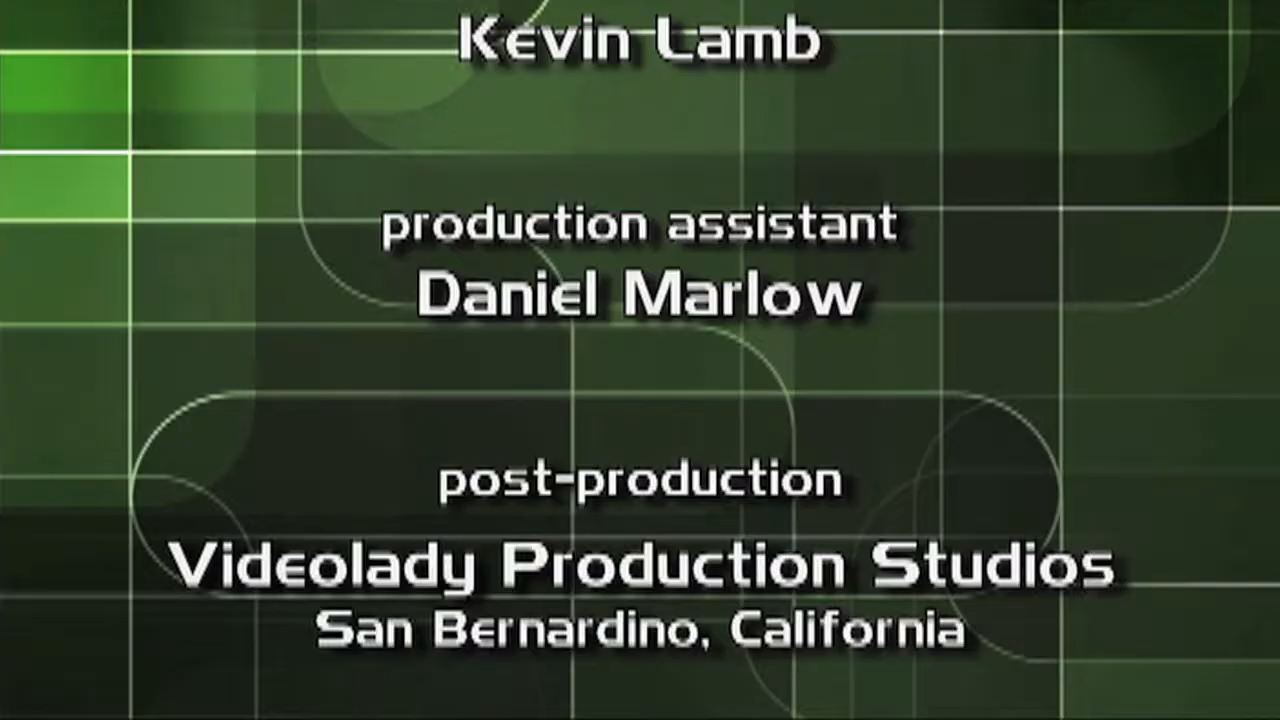 Kevin Lamb
production assistant
Daniel Marlow
post-production
Videolady Production Studios
San Bernardino, California